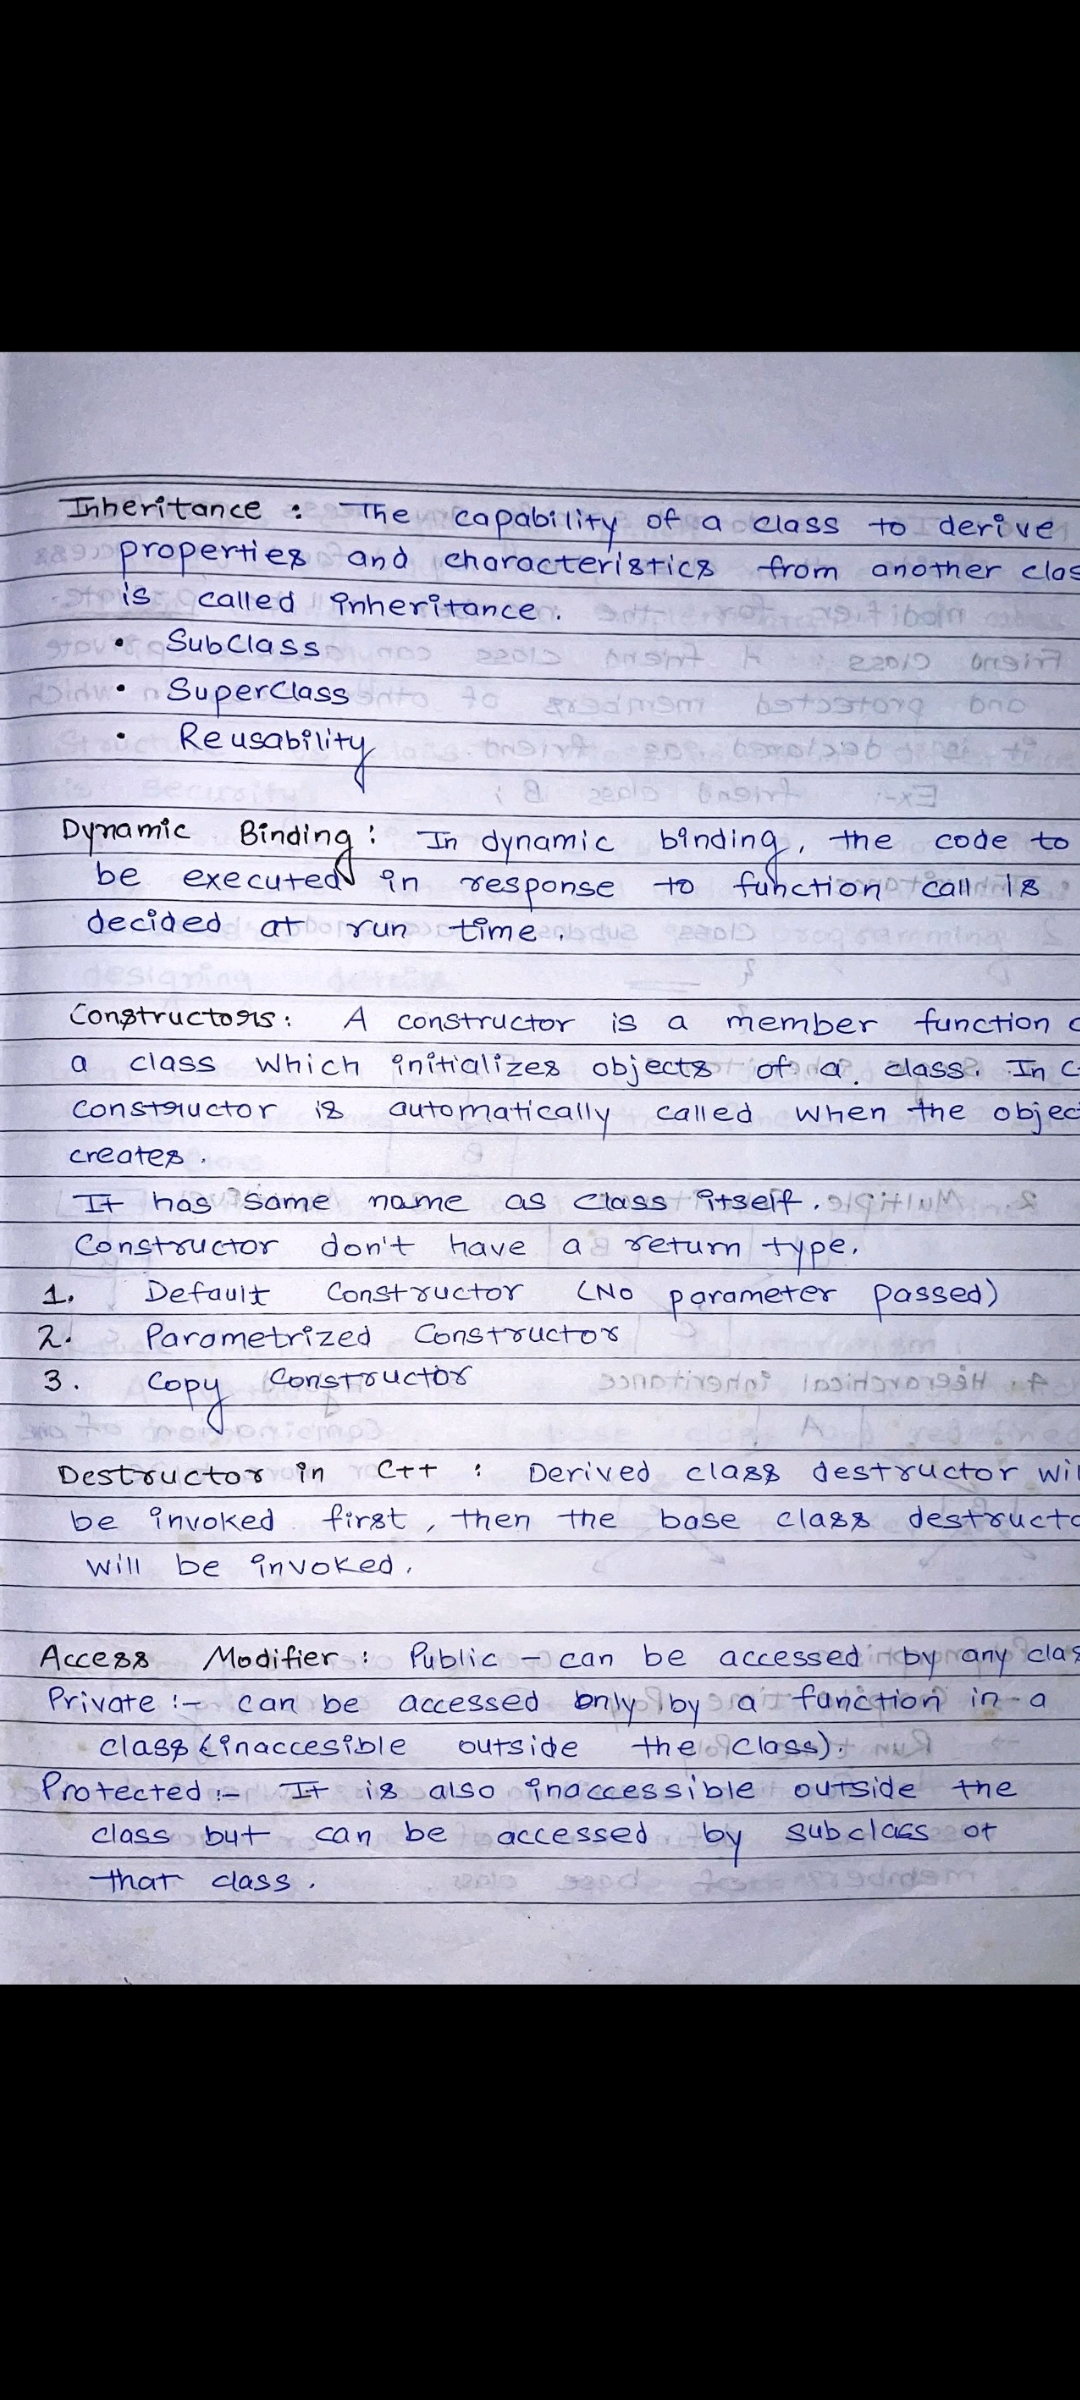 Inheritance : The capability of a class to derive
properties and characteristics from another clas
is called inheritance.
• SubClass
• SuperClass
• Reusability
Dynamic Binding : In dynamic binding, the code to
be executed in response to function call is
decided at run time.
Constructors : A constructor is a member function
a class which initializes objects of a class. In C
constructor is automatically called when the objec
creates.
It has same name as class itself.
Constructor don't have a return type.
1. Default Constructor (No parameter passed)
2. Parametrized Constructor
3. Copy Constructor
Destructor in C++ : Derived class destructor wil
be invoked first, then the base class destructo
will be invoked.
Access Modifier : Public - can be accessed by any clas
Private :- can be accessed only by a function in a
class (inaccesible outside the class).
Protected :- It is also inaccessible outside the
class but can be accessed by subclass of
that class.